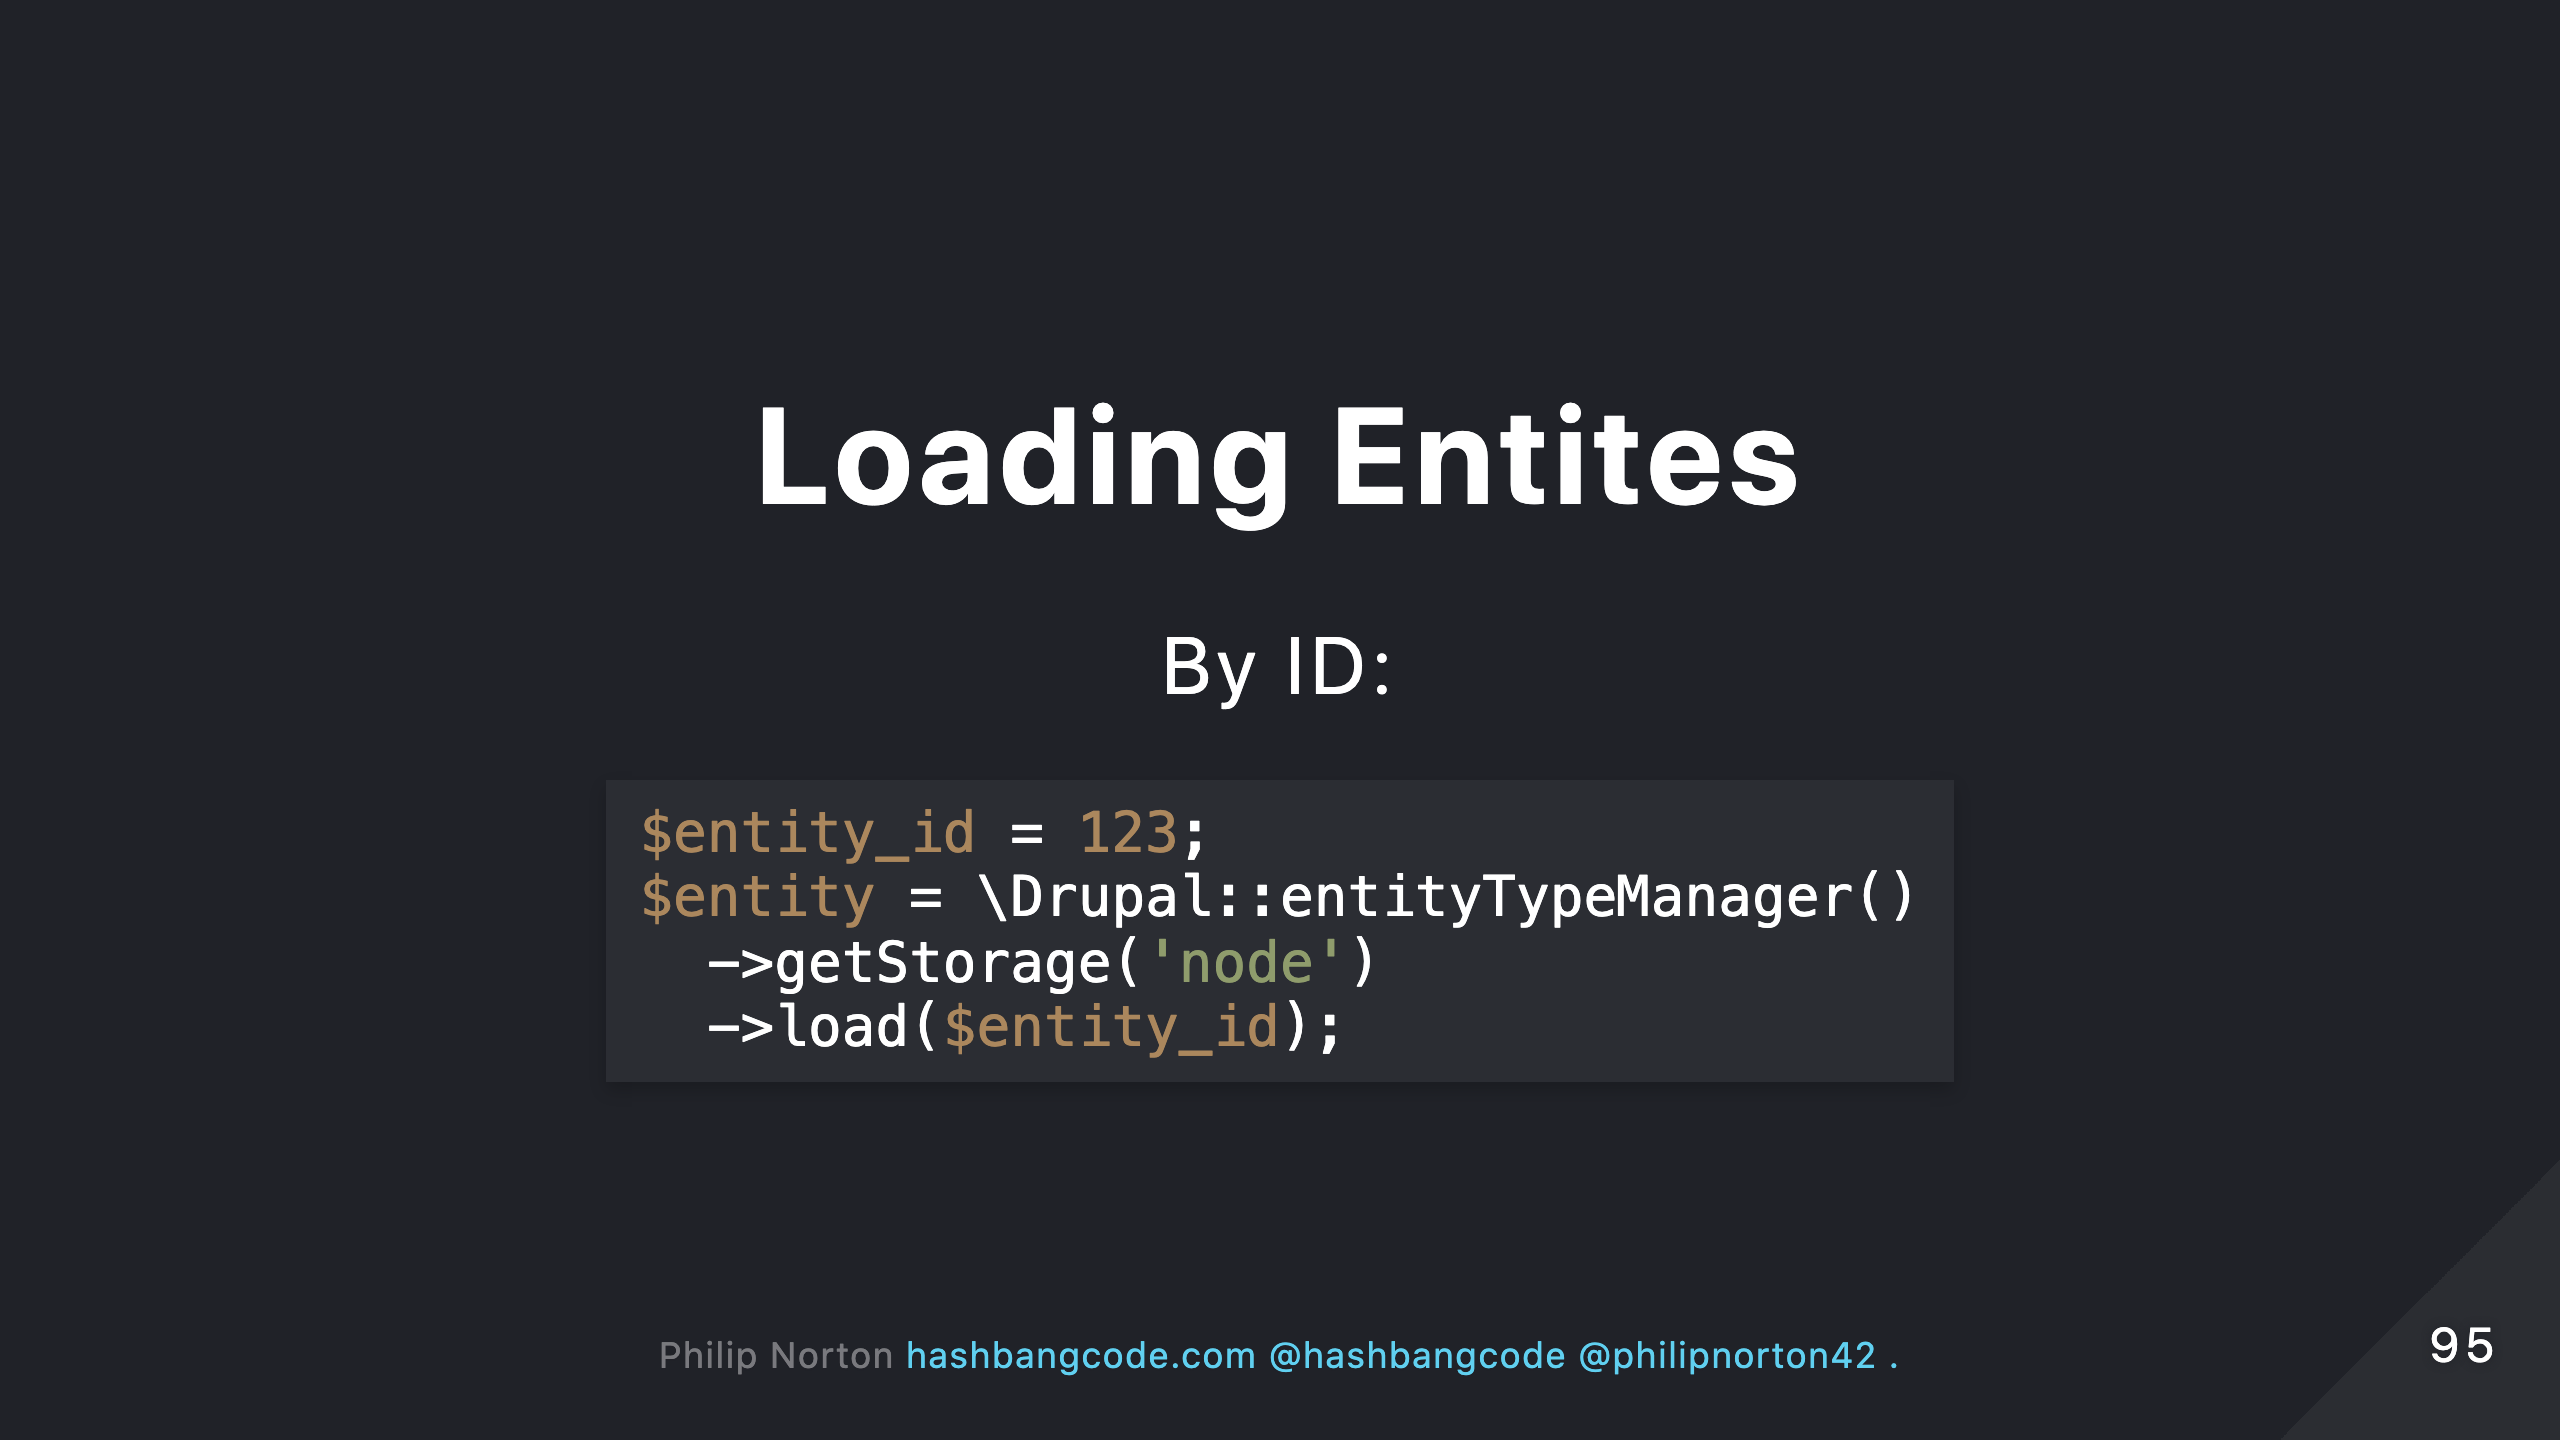 Loading Entites
By ID:
$entity_id = 123;
$entity = \Drupal::entityTypeManager()
  ->getStorage('node')
  ->load($entity_id);
Philip Norton hashbangcode.com @hashbangcode @philipnorton42 .
95